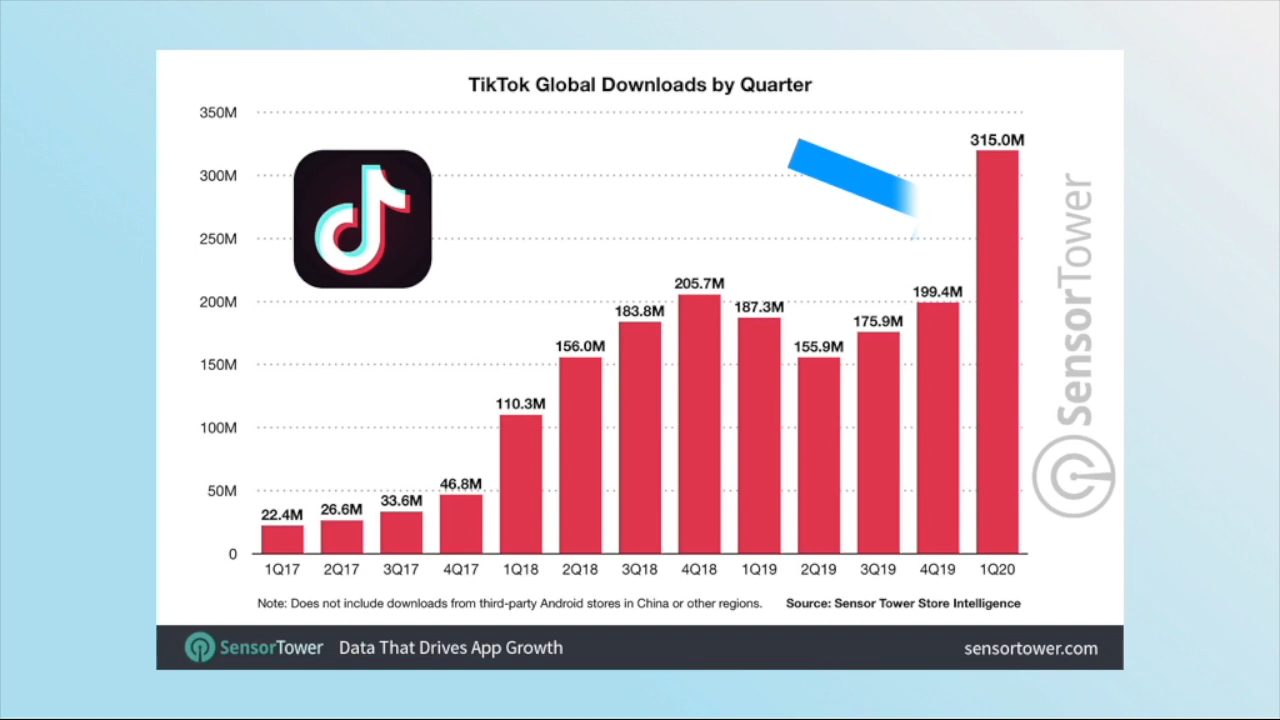 TikTok Global Downloads by Quarter
350M
300M
250M
200M
150M
100M
50M
0
22.4M
26.6M
33.6M
46.8M
110.3M
156.0M
183.8M
205.7M
187.3M
155.9M
175.9M
199.4M
315.0M
1Q17 2Q17 3Q17 4Q17 1Q18 2Q18 3Q18 4Q18 1Q19 2Q19 3Q19 4Q19 1Q20
SensorTower
Note: Does not include downloads from third-party Android stores in China or other regions. Source: Sensor Tower Store Intelligence
SensorTower Data That Drives App Growth sensortower.com